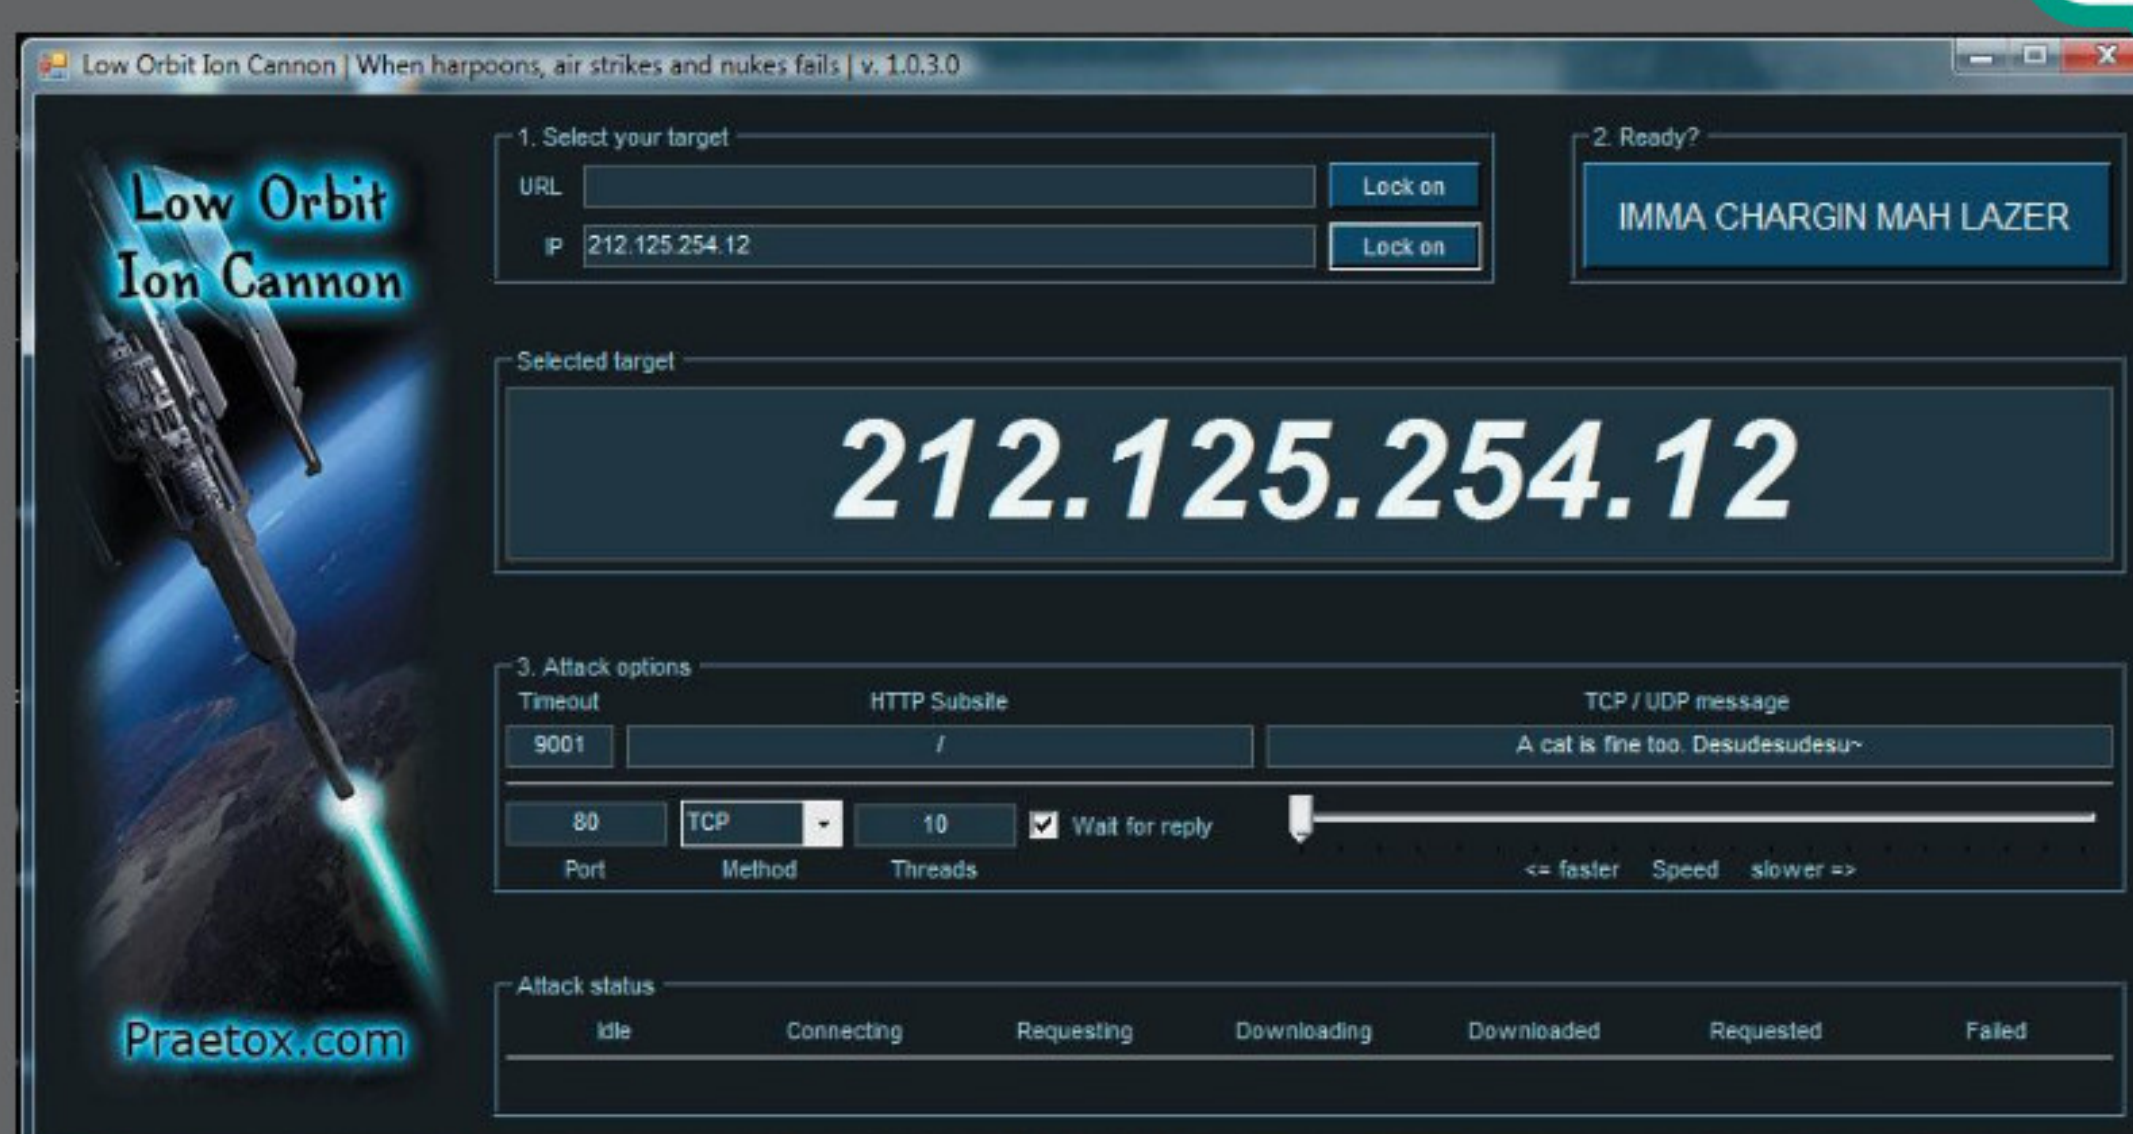 Low Orbit Ion Cannon | When harpoons, air strikes and nukes fails | v. 1.0.3.0
Low Orbit
Ion Cannon
Praetox.com
1. Select your target
URL
Lock on
IP 212.125.254.12
Lock on
2. Ready?
IMMA CHARGIN MAH LAZER
Selected target
212.125.254.12
3. Attack options
Timeout HTTP Subsite TCP / UDP message
9001 / A cat is fine too. Desudesudesu~
80 TCP 10 Wait for reply
Port Method Threads <= faster Speed slower =>
Attack status
Idle Connecting Requesting Downloading Downloaded Requested Failed